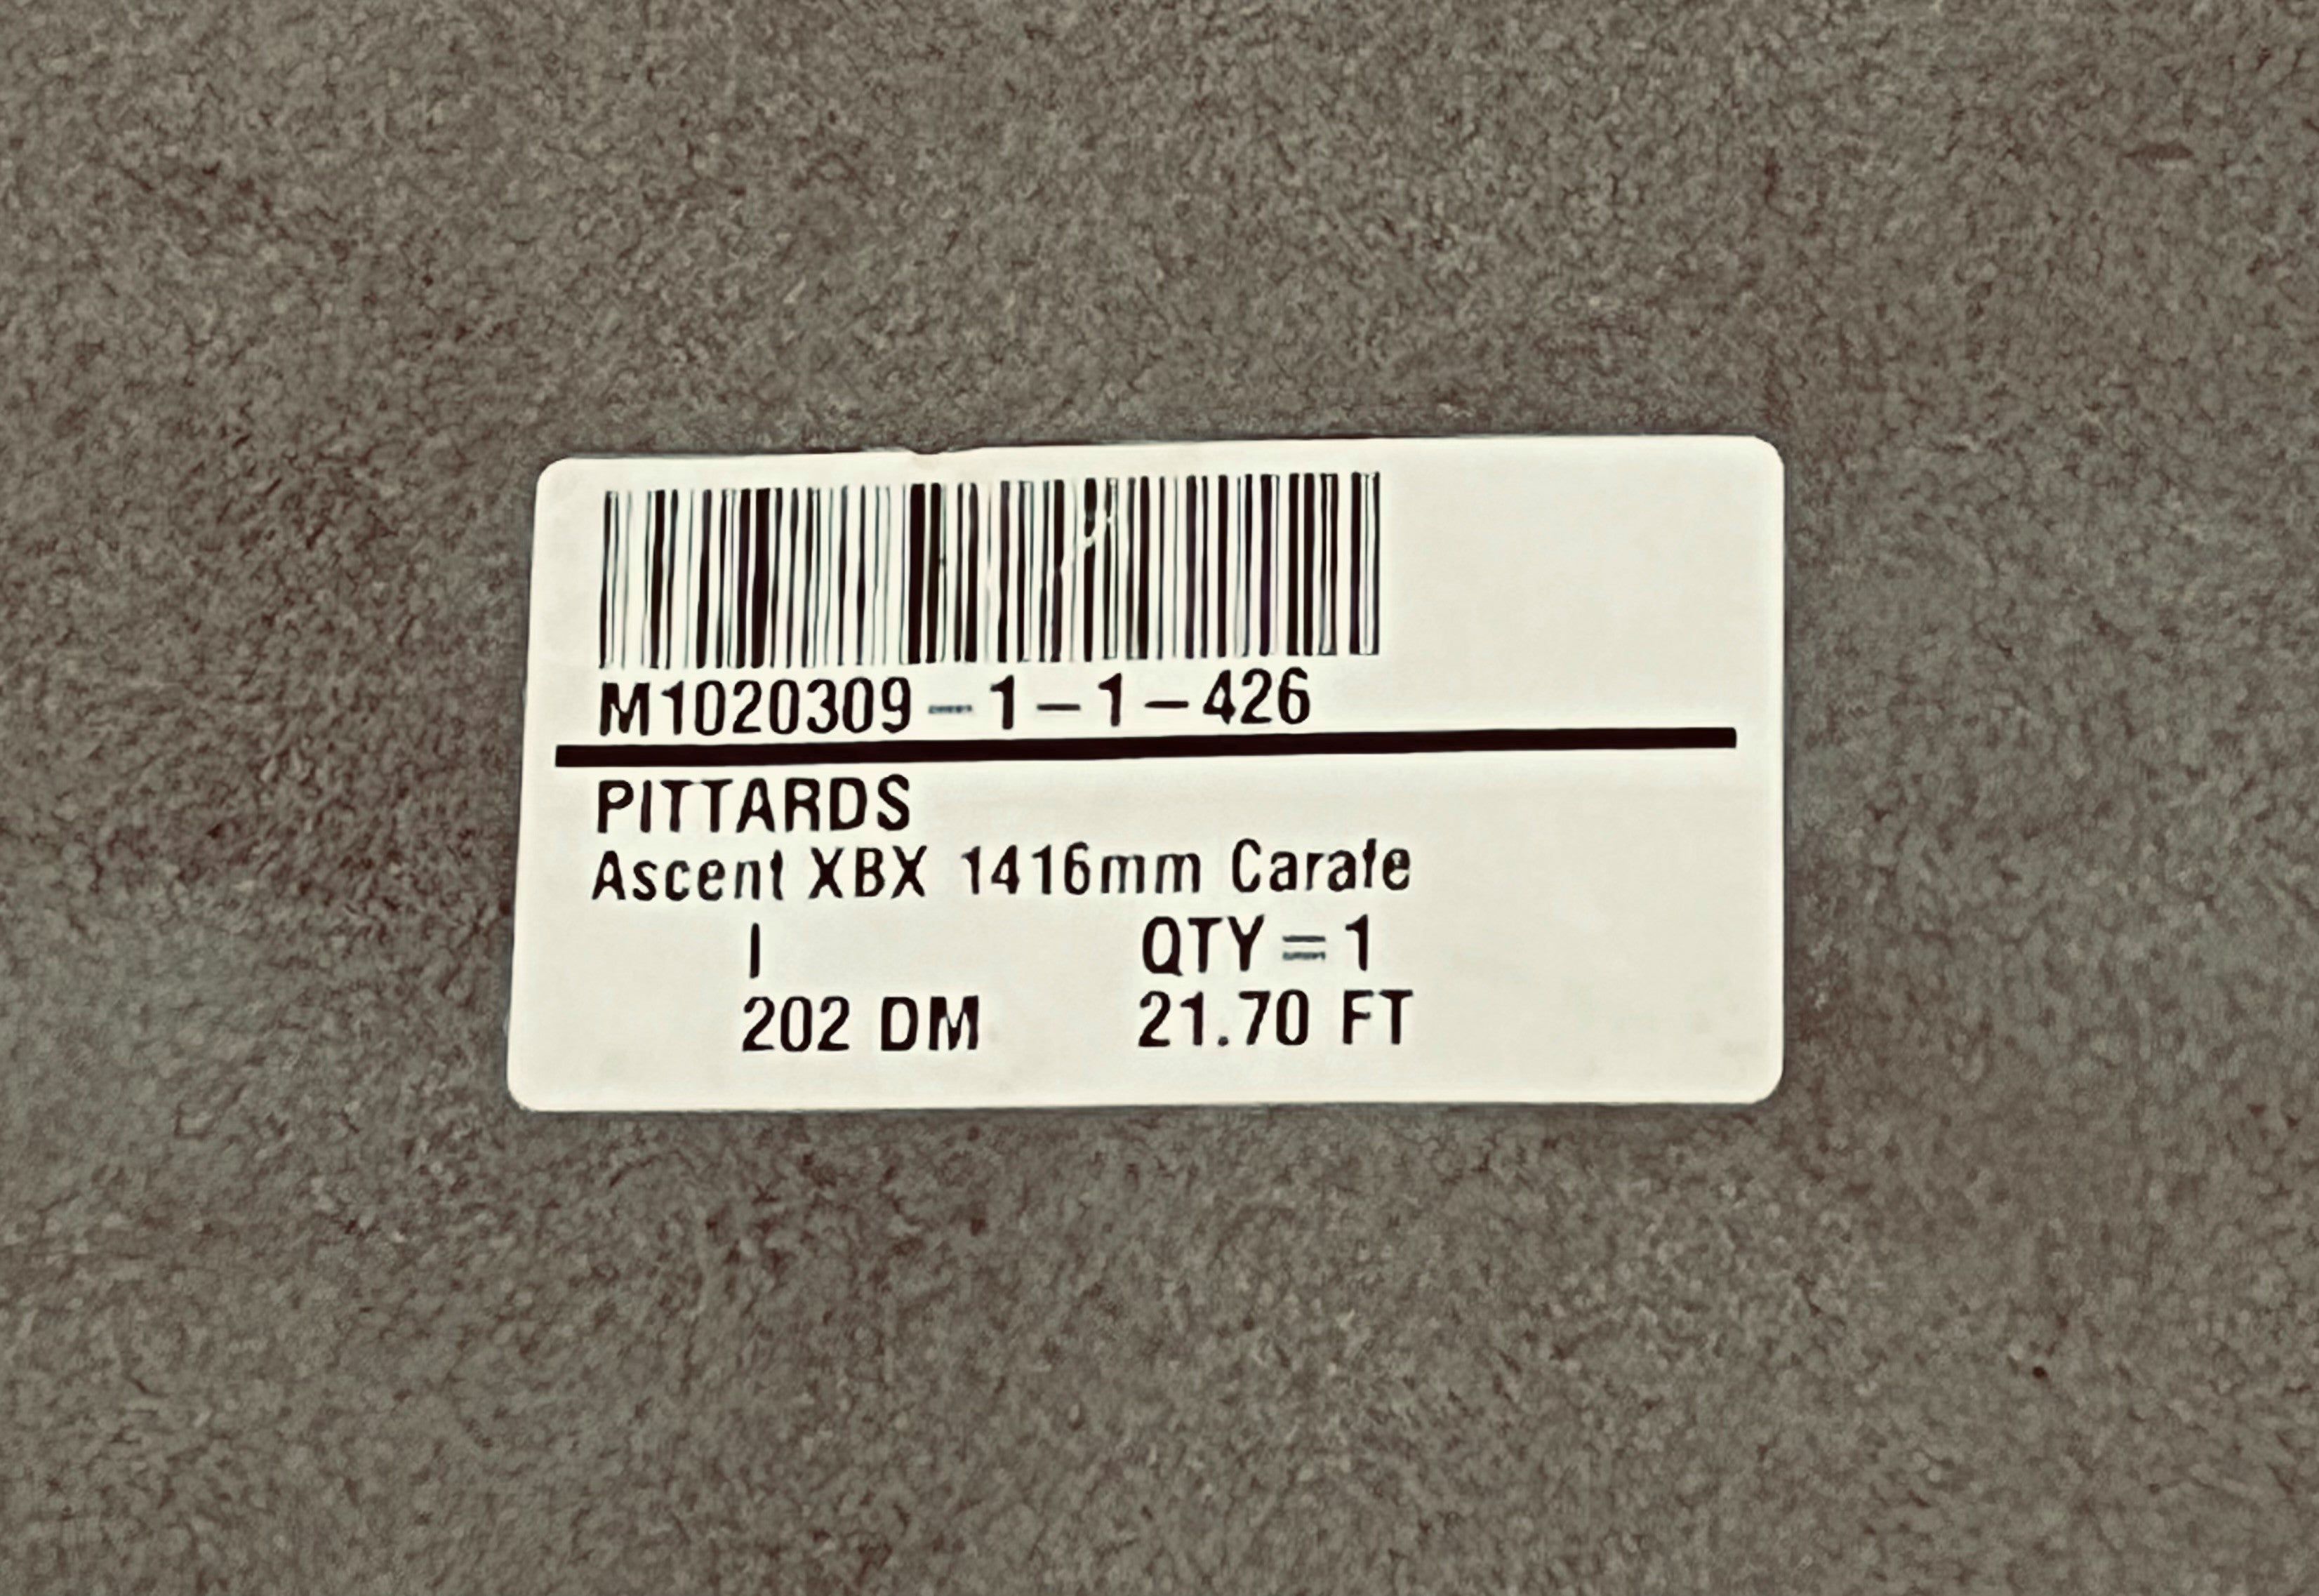 M1020309-1-1-426
PITTARDS
Ascent XBX 1416mm Carafe
I QTY=1
202 DM 21.70 FT